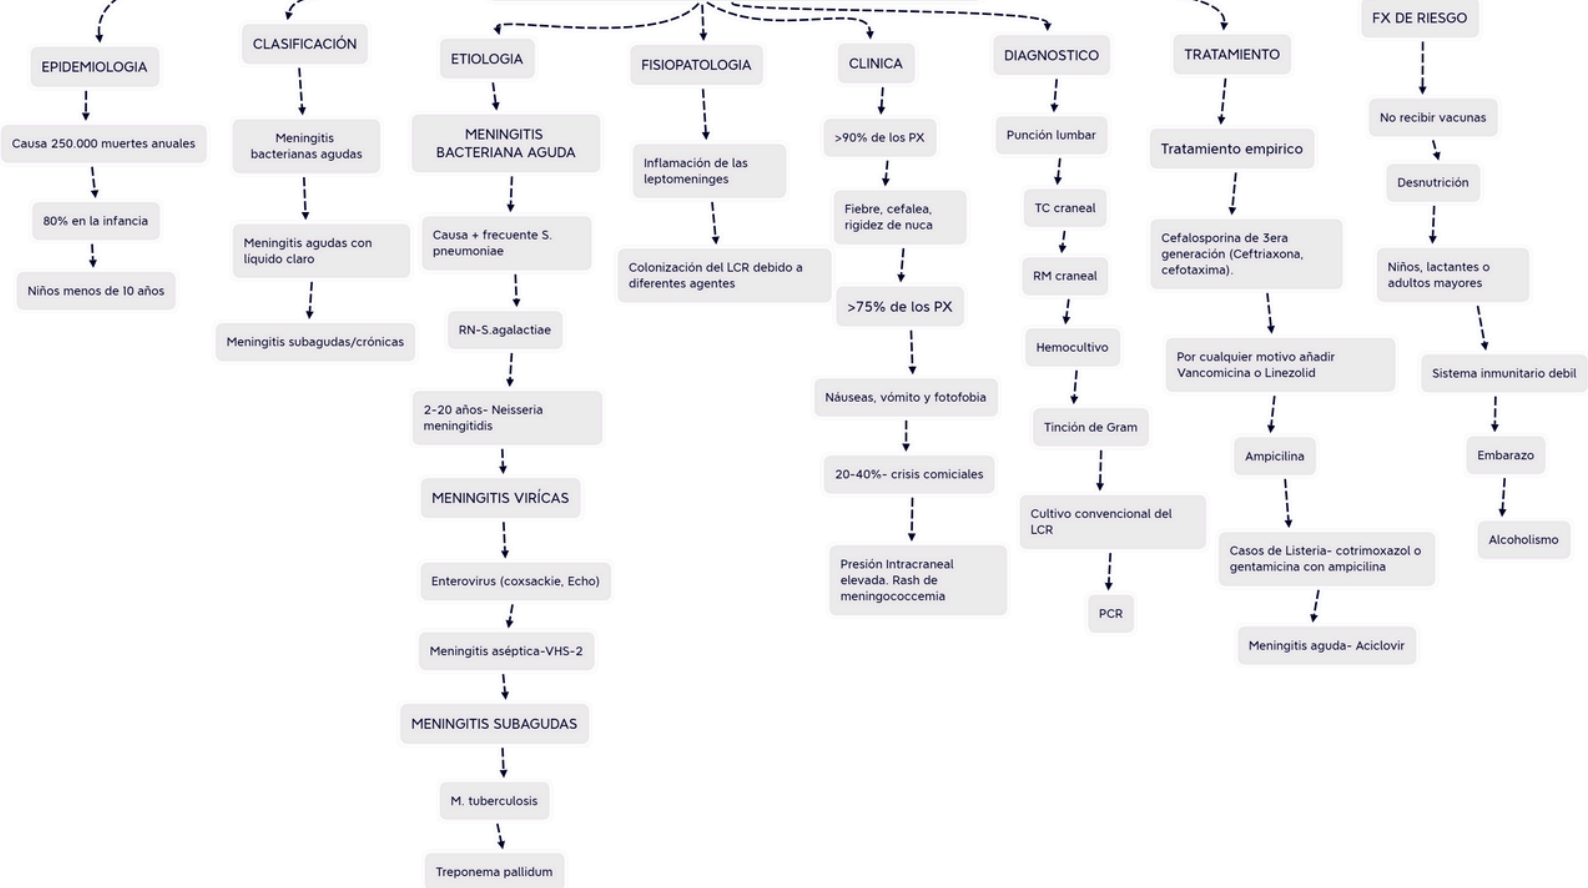 EPIDEMIOLOGIA
Causa 250.000 muertes anuales
80% en la infancia
Niños menos de 10 años
CLASIFICACIÓN
Meningitis
bacterianas agudas
Meningitis agudas con
líquido claro
Meningitis subagudas/crónicas
ETIOLOGIA
MENINGITIS
BACTERIANA AGUDA
Causa + frecuente S.
pneumoniae
RN-S.agalactiae
2-20 años- Neisseria
meningitidis
MENINGITIS VIRÍCAS
Enterovirus (coxsackie, Echo)
Meningitis aséptica-VHS-2
MENINGITIS SUBAGUDAS
M. tuberculosis
Treponema pallidum
FISIOPATOLOGIA
Inflamación de las
leptomeninges
Colonización del LCR debido a
diferentes agentes
CLINICA
>90% de los PX
Fiebre, cefalea,
rigidez de nuca
>75% de los PX
Náuseas, vómito y fotofobia
20-40%- crisis comiciales
Presión Intracraneal
elevada. Rash de
meningococcemia
DIAGNOSTICO
Punción lumbar
TC craneal
RM craneal
Hemocultivo
Tinción de Gram
Cultivo convencional del
LCR
PCR
TRATAMIENTO
Tratamiento empirico
Cefalosporina de 3era
generación (Ceftriaxona,
cefotaxima).
Por cualquier motivo añadir
Vancomicina o Linezolid
Ampicilina
Casos de Listeria- cotrimoxazol o
gentamicina con ampicilina
Meningitis aguda- Aciclovir
FX DE RIESGO
No recibir vacunas
Desnutrición
Niños, lactantes o
adultos mayores
Sistema inmunitario debil
Embarazo
Alcoholismo